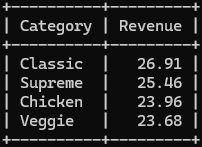 +----------+---------+
| Category | Revenue |
+----------+---------+
| Classic  |   26.91 |
| Supreme  |   25.46 |
| Chicken  |   23.96 |
| Veggie   |   23.68 |
+----------+---------+